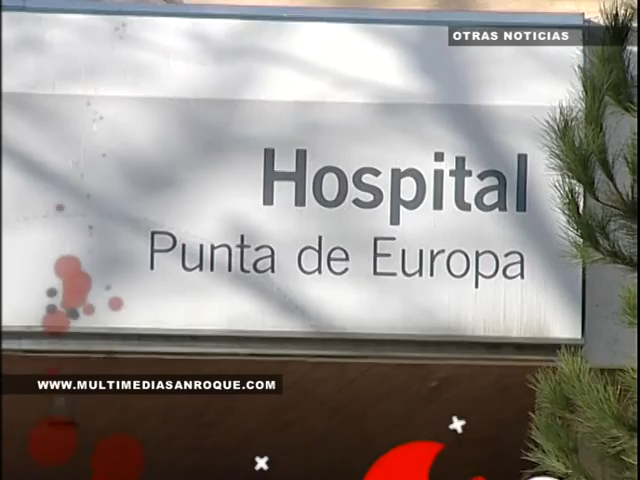 OTRAS NOTICIAS
Hospital
Punta de Europa
WWW.MULTIMEDIASANROQUE.COM